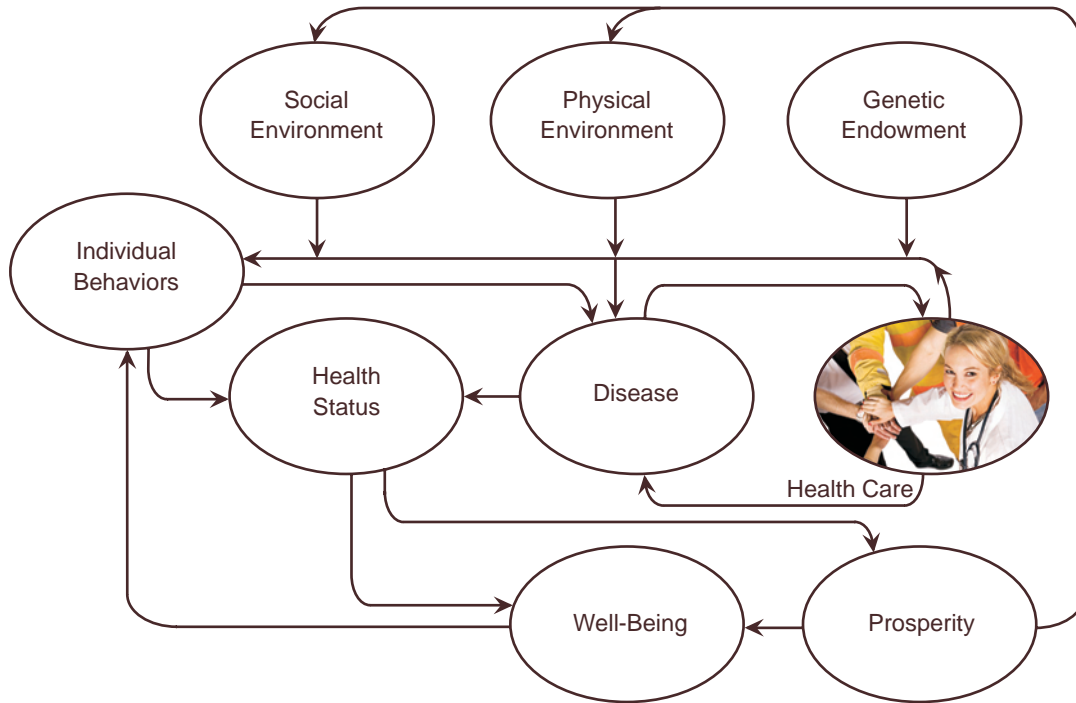 Social
Environment
Physical
Environment
Genetic
Endowment
Individual
Behaviors
Health
Status
Disease
Health Care
Well-Being
Prosperity